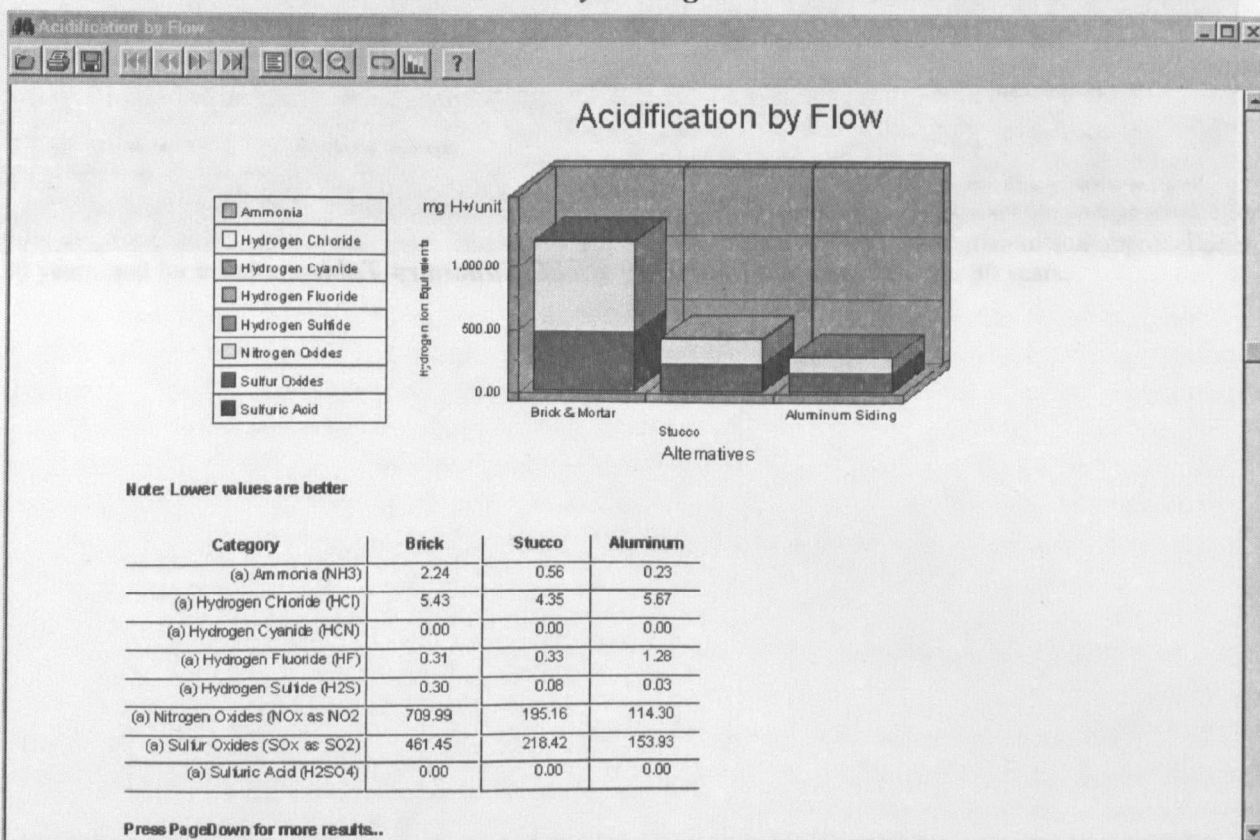 Acidification by Flow
?
Acidification by Flow
Ammonia
Hydrogen Chloride
Hydrogen Cyanide
Hydrogen Fluoride
Hydrogen Sulfide
Nitrogen Oxides
Sulfur Oxides
Sulfuric Acid
mg H+/unit
Hydrogen Ion Equivalents
1,000.00
500.00
0.00
Brick & Mortar
Stucco
Aluminum Siding
Alternatives
Note: Lower values are better
Category Brick Stucco Aluminum
(a) Ammonia (NH3) 2.24 0.56 0.23
(a) Hydrogen Chloride (HCl) 5.43 4.35 5.67
(a) Hydrogen Cyanide (HCN) 0.00 0.00 0.00
(a) Hydrogen Fluoride (HF) 0.31 0.33 1.28
(a) Hydrogen Sulfide (H2S) 0.30 0.08 0.03
(a) Nitrogen Oxides (NOx as NO2 709.99 195.16 114.30
(a) Sulfur Oxides (SOx as SO2) 461.45 218.42 153.93
(a) Sulfuric Acid (H2SO4) 0.00 0.00 0.00
Press PageDown for more results...